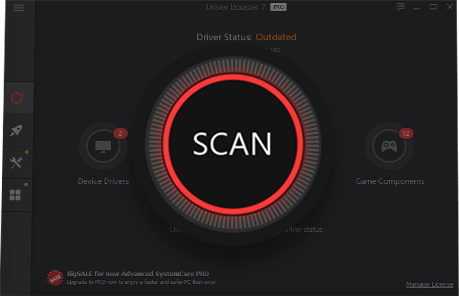 Driver Booster 7 PRO
Driver Status: Outdated
SCAN
2
12
Device Drivers
Game Components
driver status
SALE
BigSALE for new Advanced SystemCare PRO
Upgrade to PRO now to enjoy a faster and safer PC than ever
Manage License